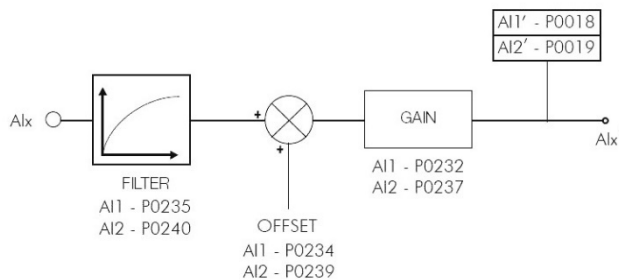 AI1' - P0018
AI2' - P0019
AIx
GAIN
AIx
FILTER
AI1 - P0235
AI2 - P0240
OFFSET
AI1 - P0234
AI2 - P0239
AI1 - P0232
AI2 - P0237
+
+